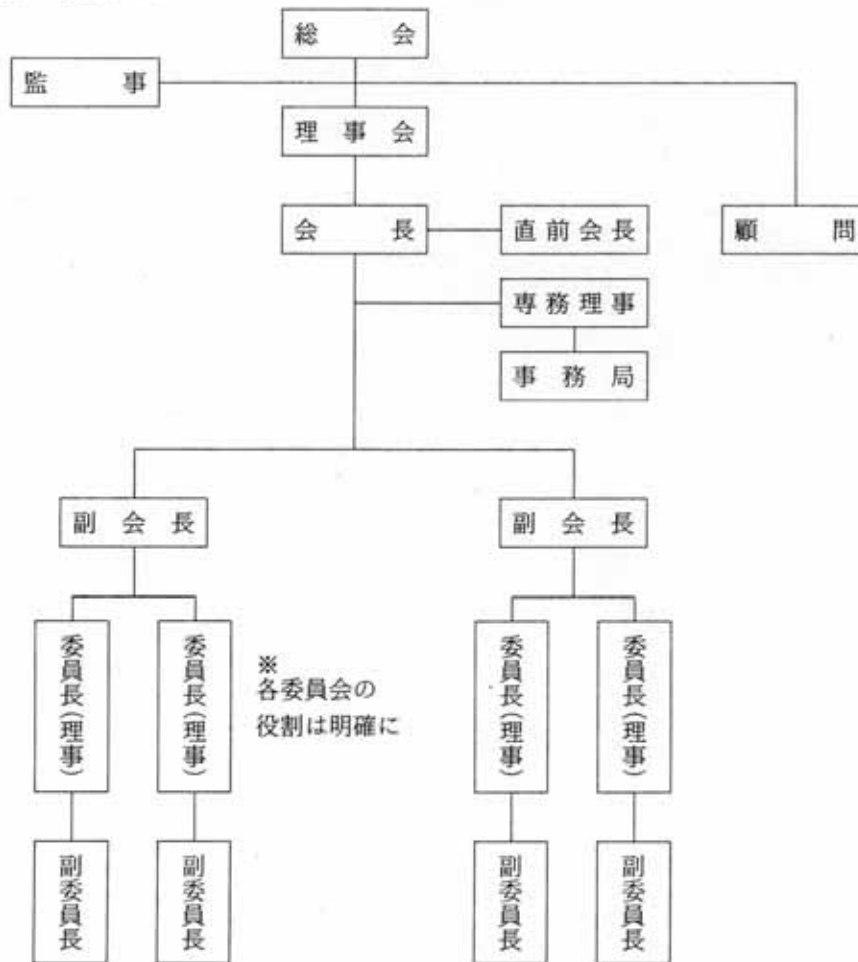 総会
監事
理事会
会長
直前会長
顧問
専務理事
事務局
副会長
副会長
委員長(理事)
委員長(理事)
※
各委員会の
役割は明確に
委員長(理事)
委員長(理事)
副委員長
副委員長
副委員長
副委員長